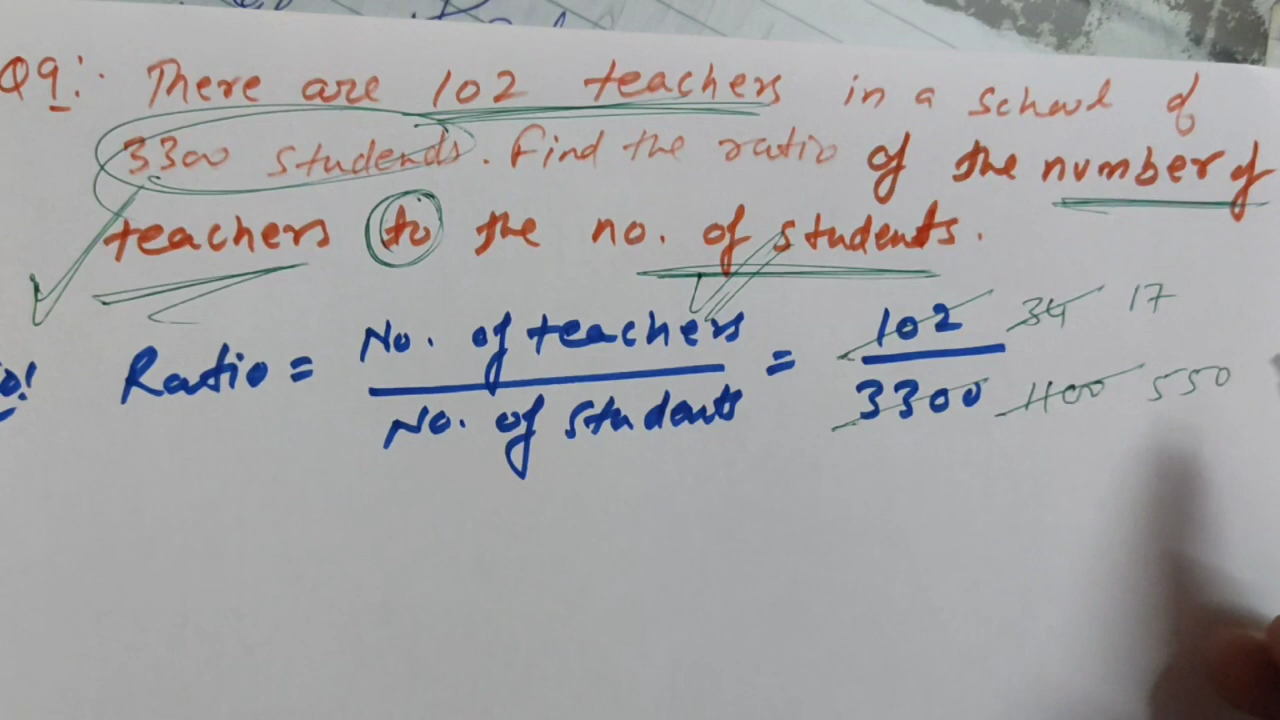 Q9:. There are 102 teachers in a school of
3300 students. Find the ratio of the number of
teachers to the no. of students.
Ratio = No. of teachers / No. of students = 102 / 3300 34 / 1100 17 / 550